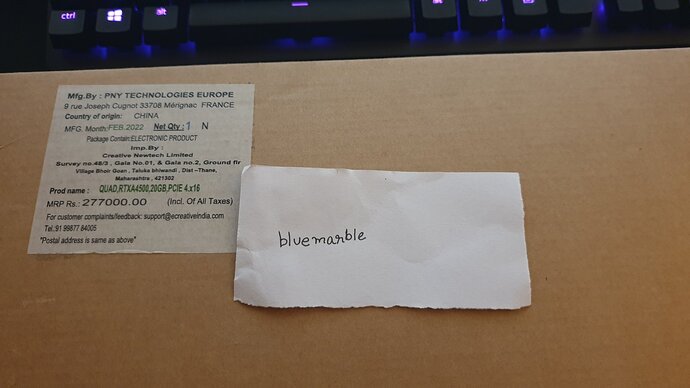 ctrl alt
Mfg.By : PNY TECHNOLOGIES EUROPE
9 rue Joseph Cugnot 33708 Mérignac FRANCE
Country of origin: CHINA
MFG. Month:FEB.2022 Net Qty : 1 N
Package Contain:ELECTRONIC PRODUCT
Imp.By :
Creative Newtech Limited
Survey no.48/3 , Gala No.01, & Gala no.2, Ground fl
Village Bhoir Goan , Taluka bhiwandi , Dist –Thane,
Maharashtra , 421302
Prod name : QUAD,RTXA4500,20GB,PCIE 4.x16
MRP Rs.: 277000.00 (Incl. Of All Taxes)
For customer complaints/feedback: support@ecreativeindia.com
Tel.:91 99877 84005
"Postal address is same as above"
bluemarble